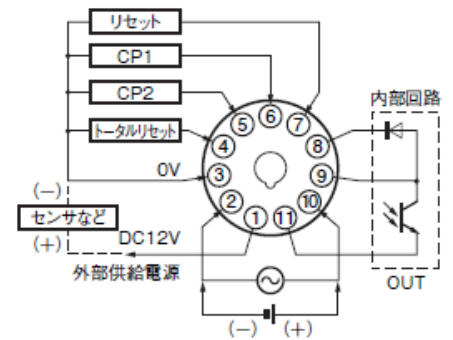 リセット
CP1
CP2
トータルリセット
0V
(−)
センサなど
(+)
DC12V
外部供給電源
①
②
③
④
⑤
⑥
⑦
⑧
⑨
⑩
⑪
内部回路
OUT
(−) (+)